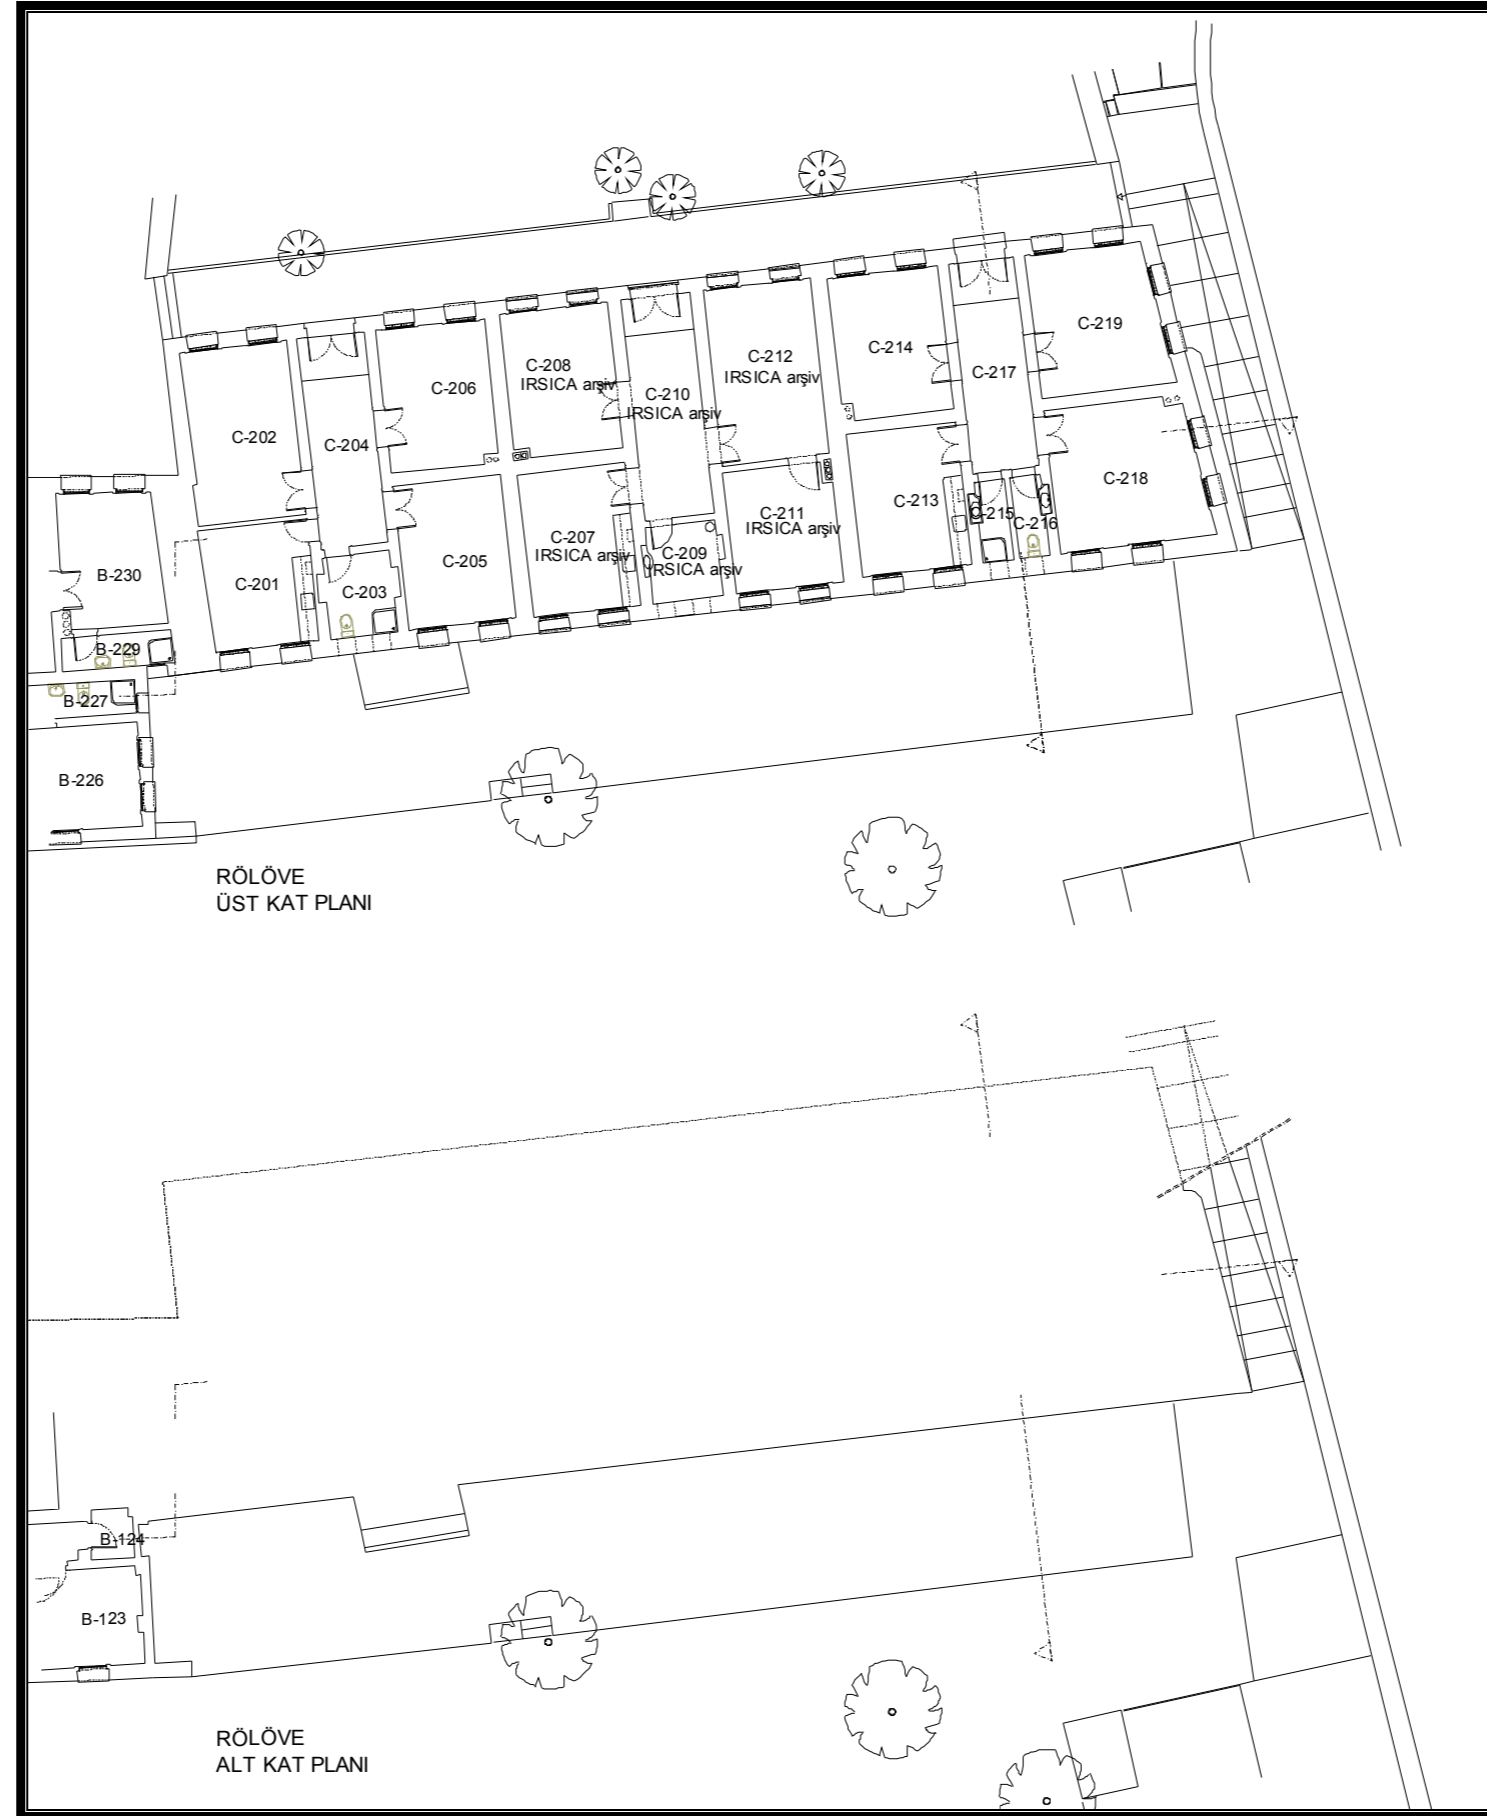 C-219
C-212
IRSICA arşiv
C-214
C-208
IRSICA arşiv
C-217
C-206
C-210
IRSICA arşiv
C-202
C-204
C-218
C-213
C-211
IRSICA arşiv
C-215
C-216
C-207
IRSICA arşiv
C-209
IRSICA arşiv
C-205
B-230
C-201
C-203
B-229
B-227
B-226
RÖLÖVE
ÜST KAT PLANI
B-124
B-123
RÖLÖVE
ALT KAT PLANI